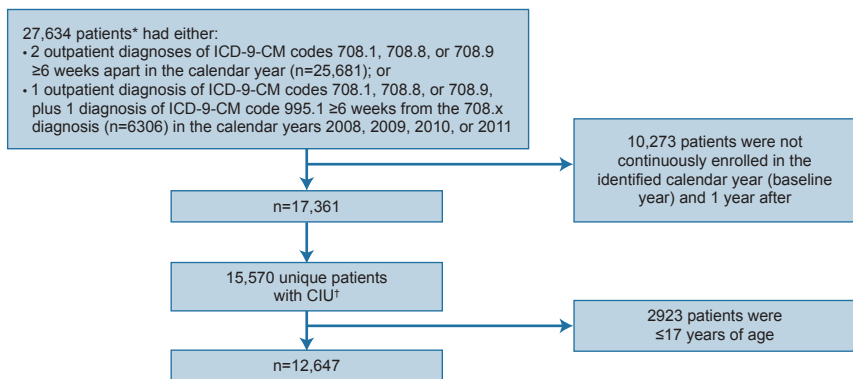 27,634 patients* had either:
• 2 outpatient diagnoses of ICD-9-CM codes 708.1, 708.8, or 708.9
≥6 weeks apart in the calendar year (n=25,681); or
• 1 outpatient diagnosis of ICD-9-CM codes 708.1, 708.8, or 708.9,
plus 1 diagnosis of ICD-9-CM code 995.1 ≥6 weeks from the 708.x
diagnosis (n=6306) in the calendar years 2008, 2009, 2010, or 2011
10,273 patients were not
continuously enrolled in the
identified calendar year (baseline
year) and 1 year after
n=17,361
15,570 unique patients
with CIU†
2923 patients were
≤17 years of age
n=12,647